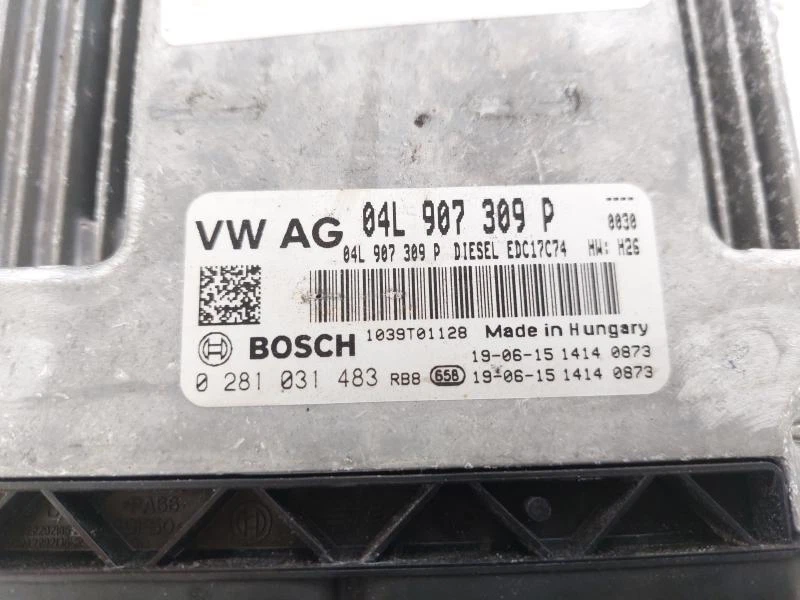 VW AG 04L 907 309 P ----
0030
04L 907 309 P DIESEL EDC17C74 HW: H26
BOSCH 1039T01128 Made in Hungary
19-06-15 1414 0873
0 281 031 483 RB8 658 19-06-15 1414 0873